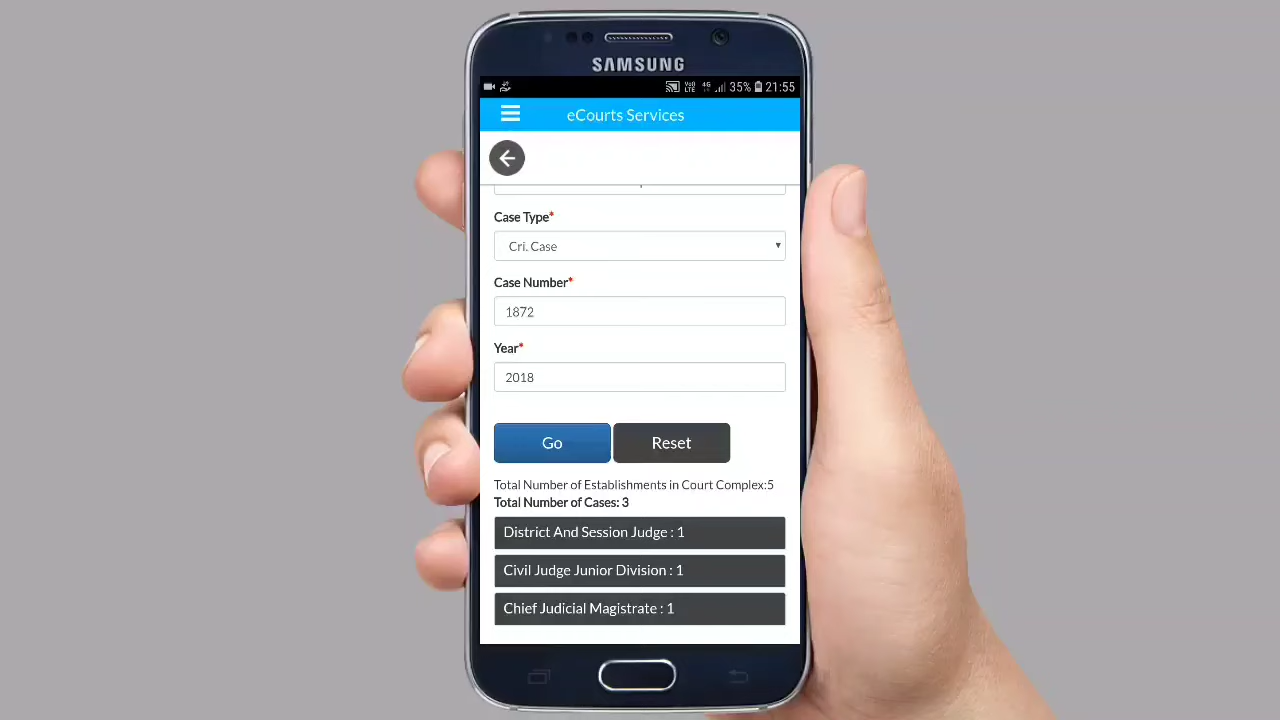 SAMSUNG
VoLTE 4G 35% 21:55
eCourts Services
Case Type*
Cri. Case
Case Number*
1872
Year*
2018
Go Reset
Total Number of Establishments in Court Complex:5
Total Number of Cases: 3
District And Session Judge : 1
Civil Judge Junior Division : 1
Chief Judicial Magistrate : 1